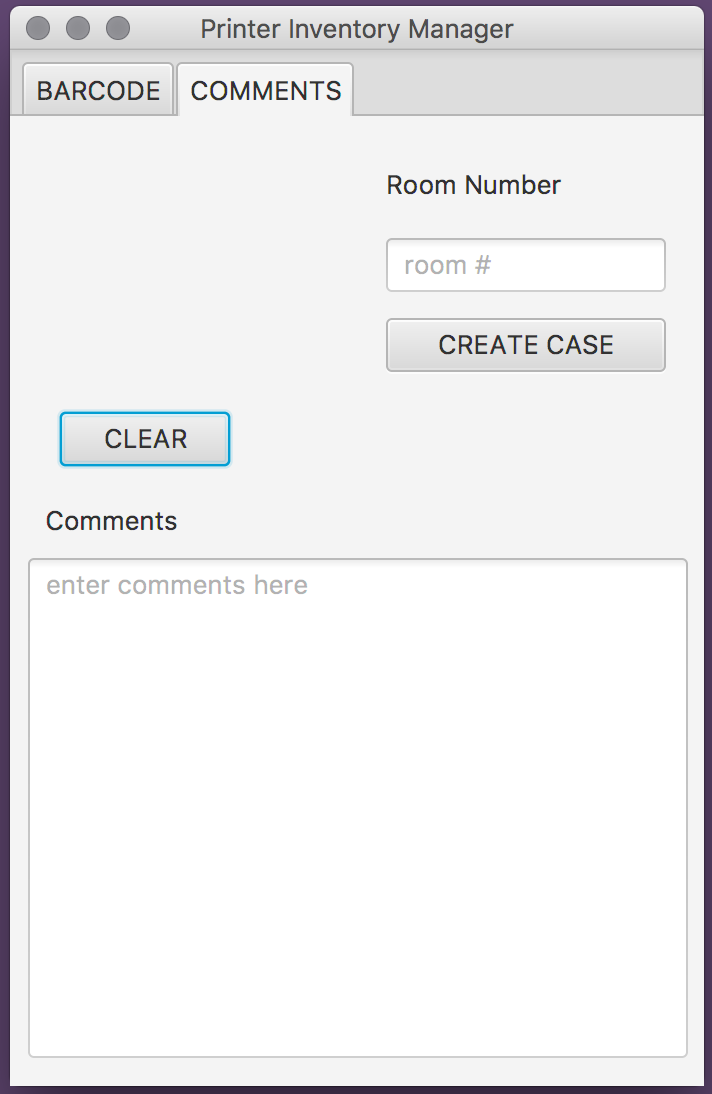 Printer Inventory Manager
BARCODE COMMENTS
Room Number
room #
CREATE CASE
CLEAR
Comments
enter comments here